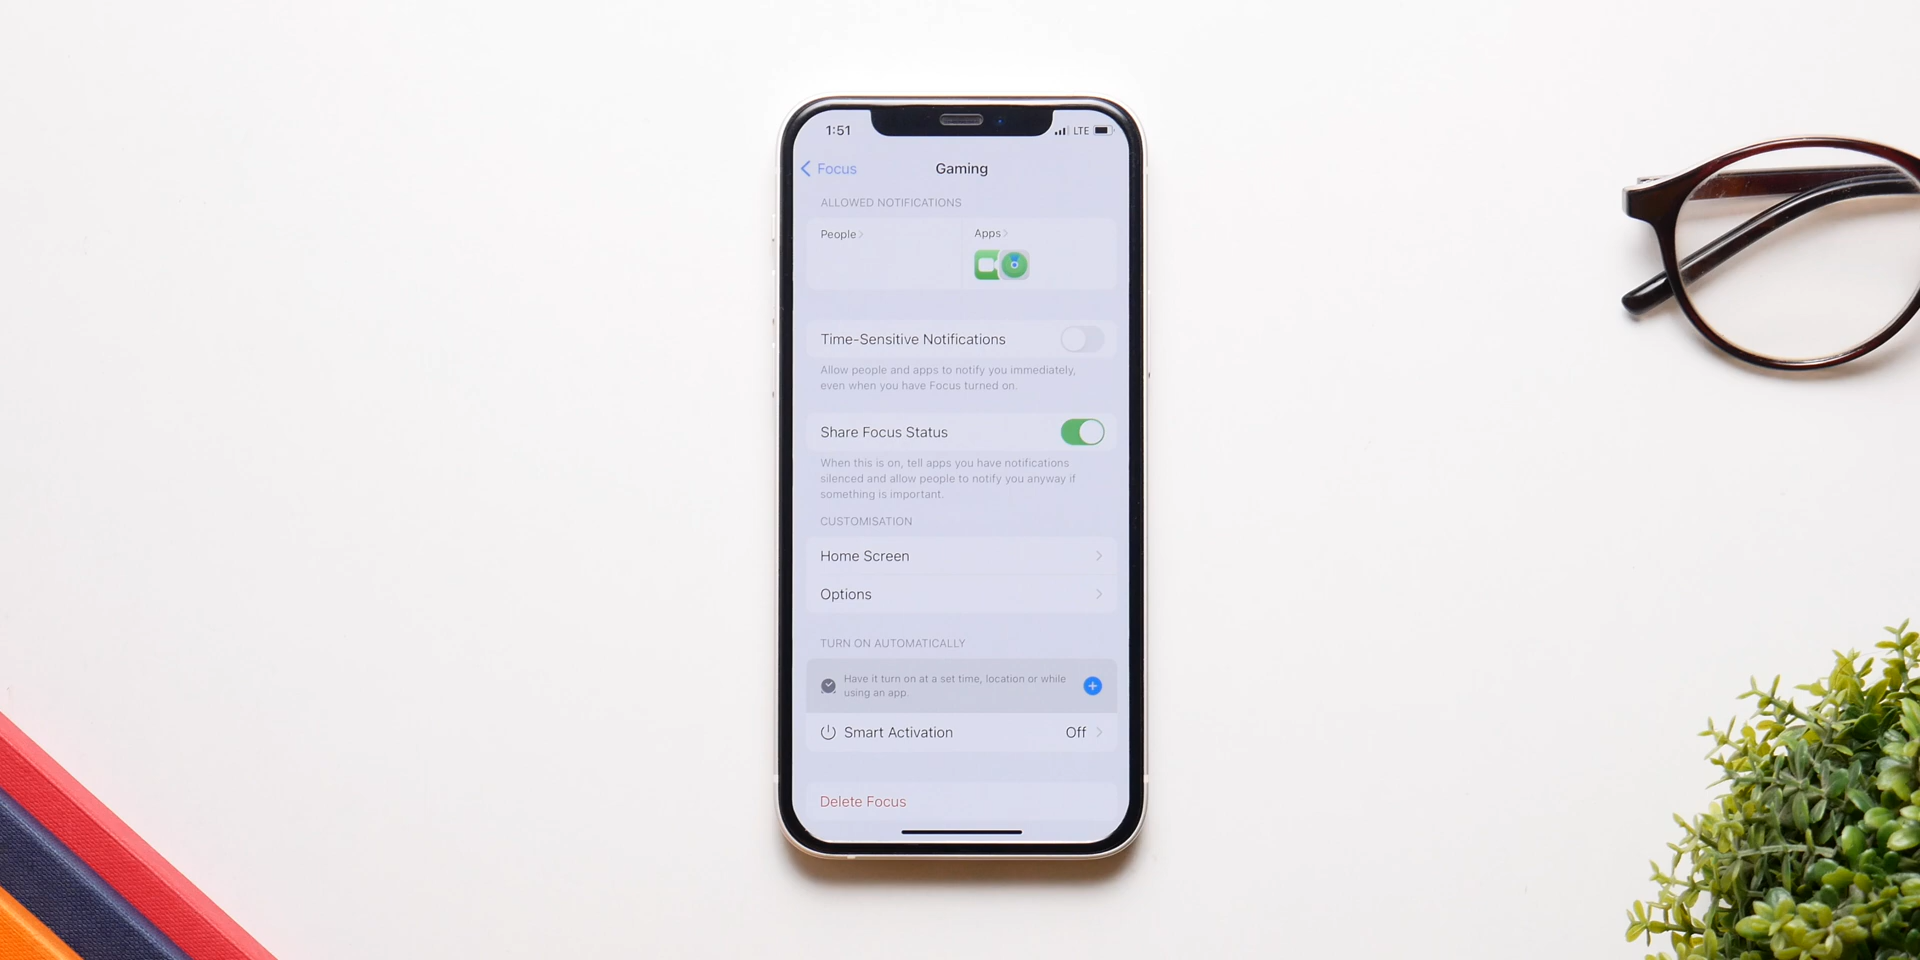 1:51
LTE
Focus
Gaming
ALLOWED NOTIFICATIONS
People
Apps
Time-Sensitive Notifications
Allow people and apps to notify you immediately,
even when you have Focus turned on.
Share Focus Status
When this is on, tell apps you have notifications
silenced and allow people to notify you anyway if
something is important.
CUSTOMISATION
Home Screen
Options
TURN ON AUTOMATICALLY
Have it turn on at a set time, location or while
using an app.
Smart Activation
Off
Delete Focus